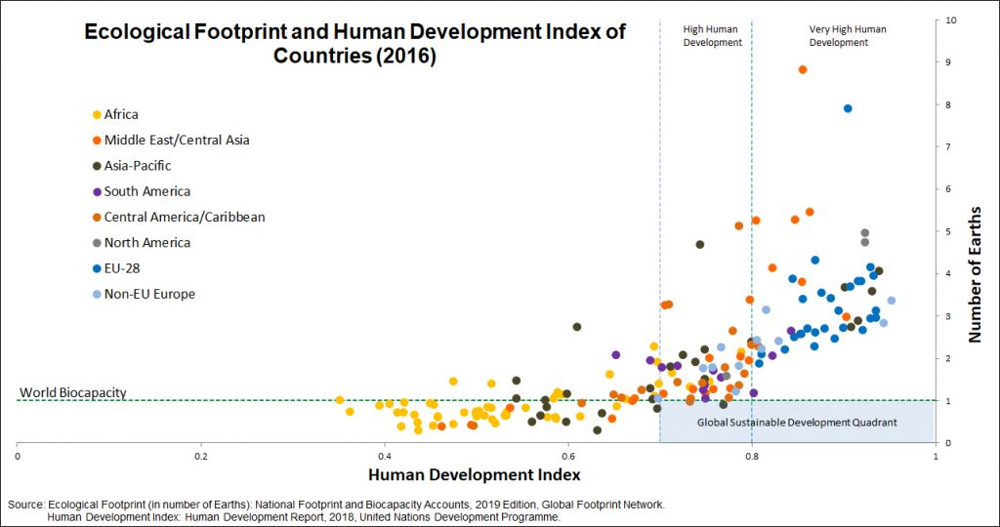 Ecological Footprint and Human Development Index of
Countries (2016)
High Human
Development
Very High Human
Development
Africa
Middle East/Central Asia
Asia-Pacific
South America
Central America/Caribbean
North America
EU-28
Non-EU Europe
World Biocapacity
Global Sustainable Development Quadrant
10
9
8
7
6
5
4
3
2
1
0
Number of Earths
0
0.2
0.4
0.6
0.8
1
Human Development Index
Source: Ecological Footprint (in number of Earths): National Footprint and Biocapacity Accounts, 2019 Edition, Global Footprint Network.
Human Development Index: Human Development Report, 2018, United Nations Development Programme.